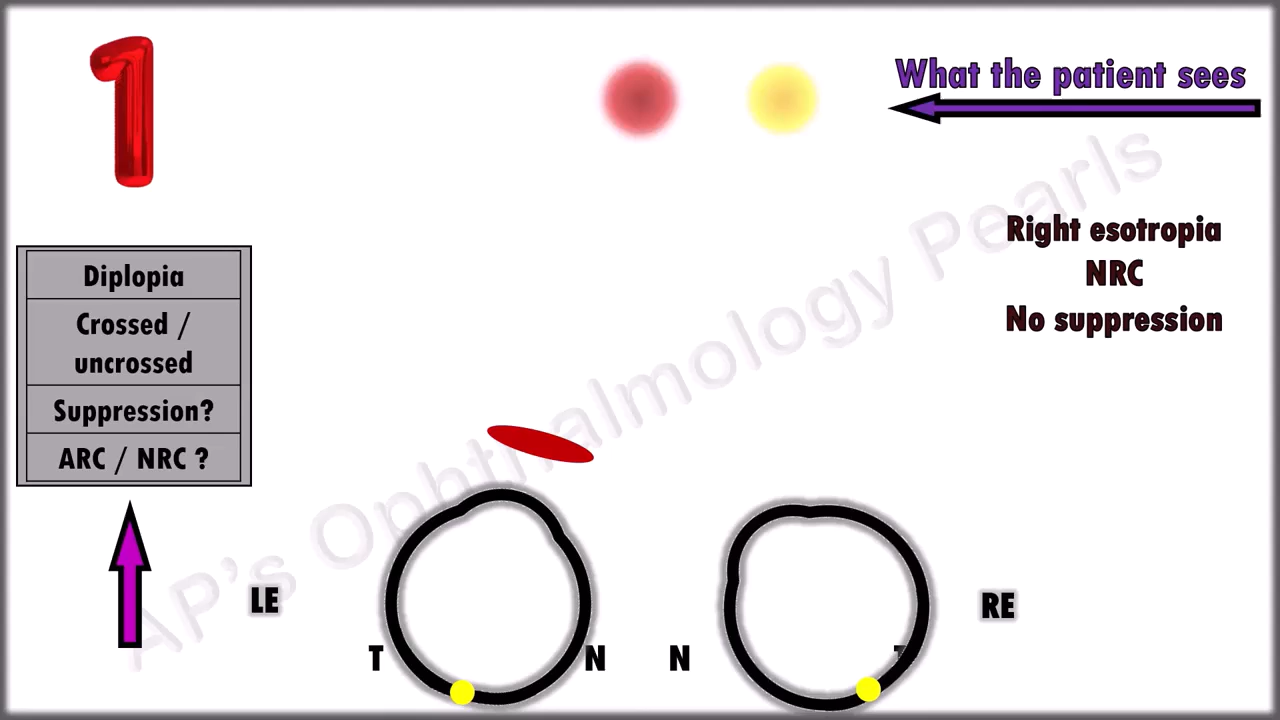 1
What the patient sees
Right esotropia
NRC
No suppression
Diplopia
Crossed /
uncrossed
Suppression?
ARC / NRC ?
AP's Ophthalmology Pearls
LE
RE
T
N
N
T